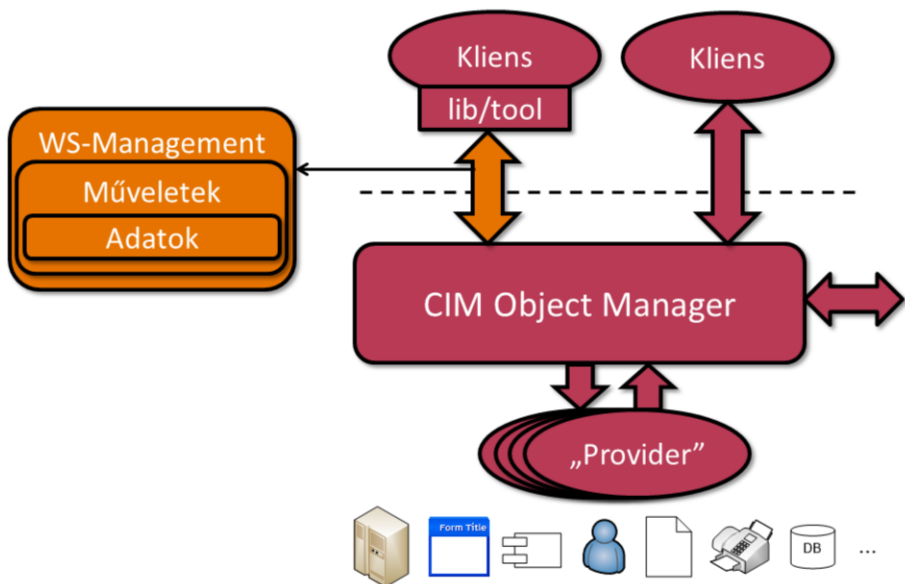 Kliens
lib/tool
Kliens
WS-Management
Műveletek
Adatok
CIM Object Manager
„Provider”
Form Title
DB
...